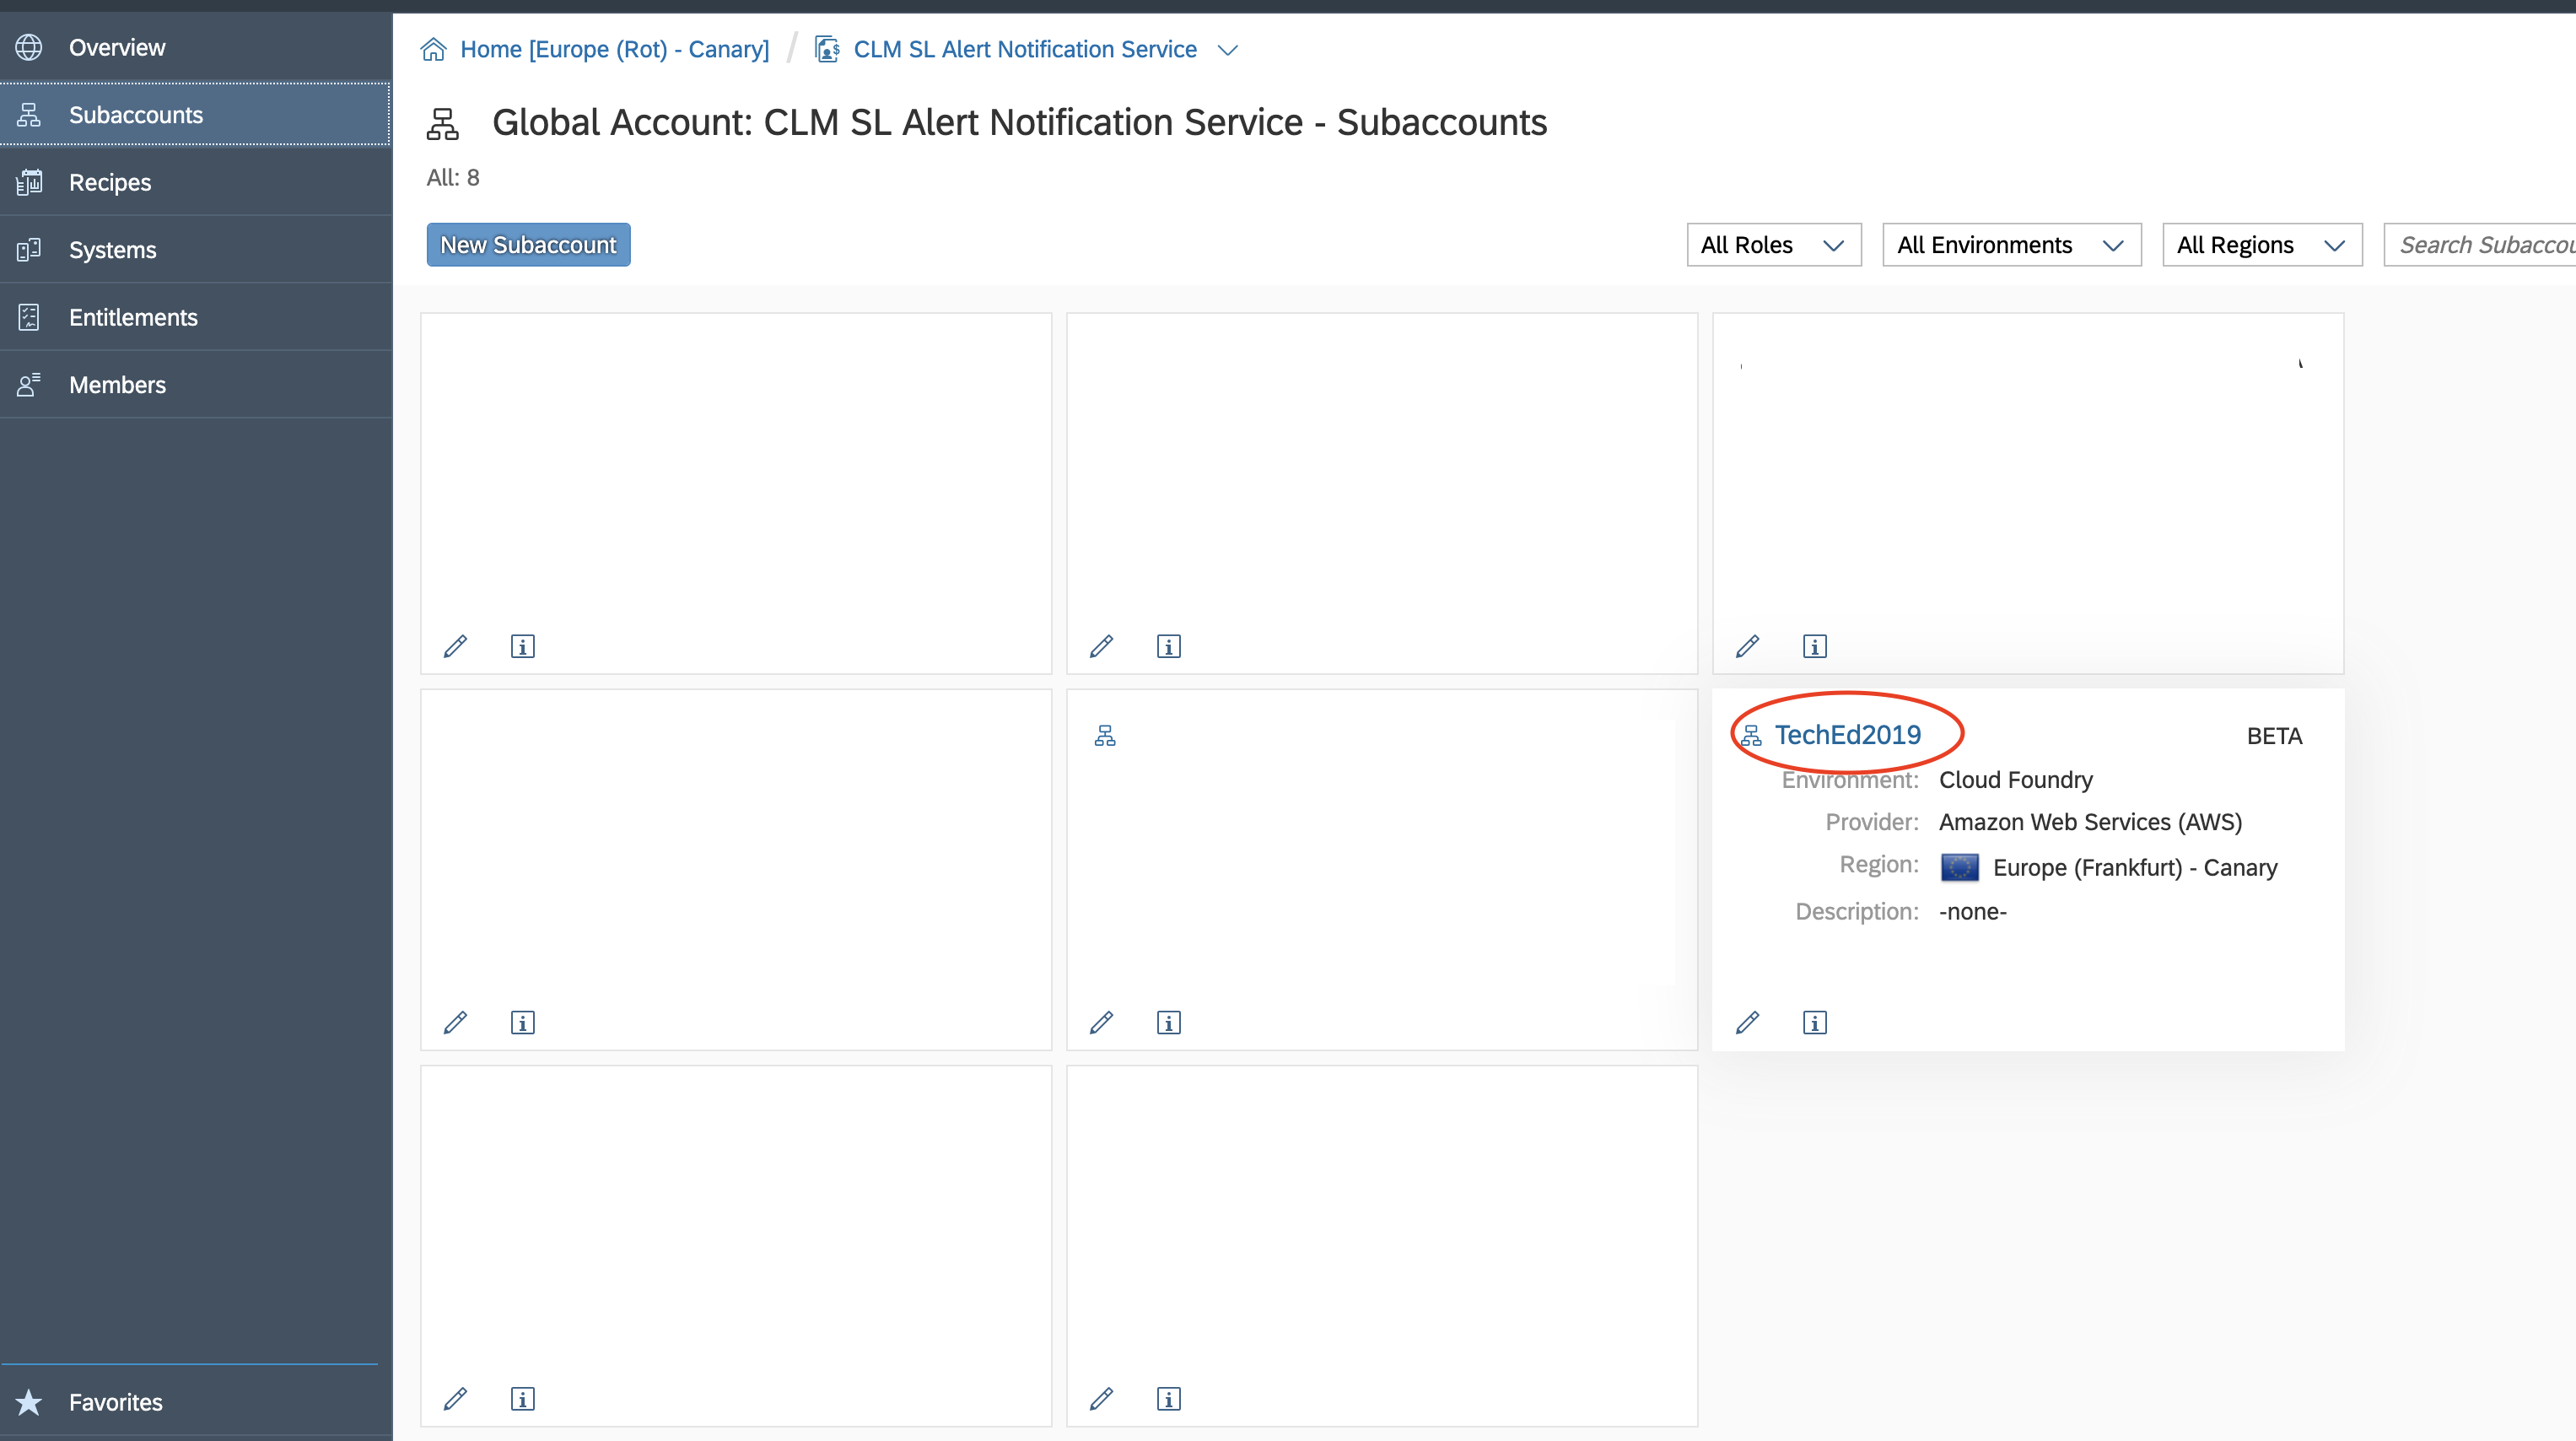 Overview
Subaccounts
Recipes
Systems
Entitlements
Members
Favorites
Home [Europe (Rot) - Canary] / CLM SL Alert Notification Service
Global Account: CLM SL Alert Notification Service - Subaccounts
All: 8
New Subaccount
All Roles
All Environments
All Regions
Search Subaccou
TechEd2019
BETA
Environment: Cloud Foundry
Provider: Amazon Web Services (AWS)
Region: Europe (Frankfurt) - Canary
Description: -none-